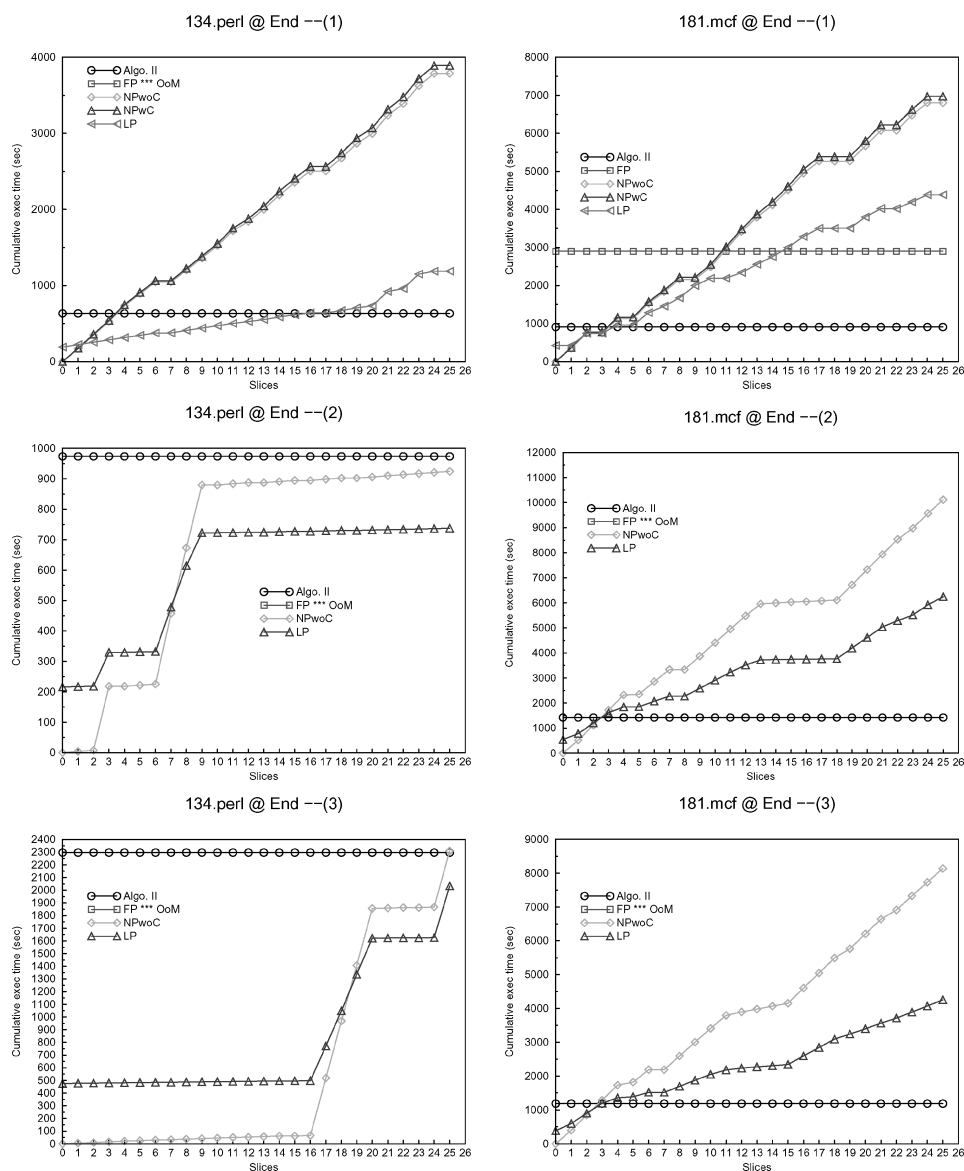 134.perl @ End --(1)
Cumulative exec time (sec)
4000
3000
2000
1000
0
Algo. II
FP *** OoM
NPwoC
NPwC
LP
0 1 2 3 4 5 6 7 8 9 10 11 12 13 14 15 16 17 18 19 20 21 22 23 24 25 26
Slices
181.mcf @ End --(1)
Cumulative exec time (sec)
8000
7000
6000
5000
4000
3000
2000
1000
0
Algo. II
FP
NPwoC
NPwC
LP
0 1 2 3 4 5 6 7 8 9 10 11 12 13 14 15 16 17 18 19 20 21 22 23 24 25 26
Slices
134.perl @ End --(2)
Cumulative exec time (sec)
1000
900
800
700
600
500
400
300
200
100
0
Algo. II
FP *** OoM
NPwoC
LP
0 1 2 3 4 5 6 7 8 9 10 11 12 13 14 15 16 17 18 19 20 21 22 23 24 25 26
Slices
181.mcf @ End --(2)
Cumulative exec time (sec)
12000
11000
10000
9000
8000
7000
6000
5000
4000
3000
2000
1000
0
Algo. II
FP *** OoM
NPwoC
LP
0 1 2 3 4 5 6 7 8 9 10 11 12 13 14 15 16 17 18 19 20 21 22 23 24 25 26
Slices
134.perl @ End --(3)
Cumulative exec time (sec)
2400
2300
2200
2100
2000
1900
1800
1700
1600
1500
1400
1300
1200
1100
1000
900
800
700
600
500
400
300
200
100
0
Algo. II
FP *** OoM
NPwoC
LP
0 1 2 3 4 5 6 7 8 9 10 11 12 13 14 15 16 17 18 19 20 21 22 23 24 25 26
Slices
181.mcf @ End --(3)
Cumulative exec time (sec)
9000
8000
7000
6000
5000
4000
3000
2000
1000
0
Algo. II
FP *** OoM
NPwoC
LP
0 1 2 3 4 5 6 7 8 9 10 11 12 13 14 15 16 17 18 19 20 21 22 23 24 25 26
Slices